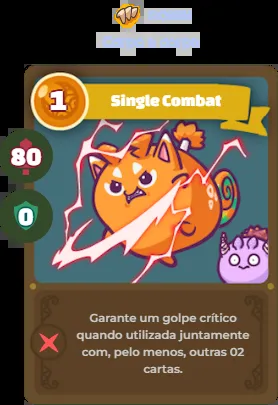 1
Single Combat
80
0
Garante um golpe crítico
quando utilizada juntamente
com, pelo menos, outras 02
cartas.